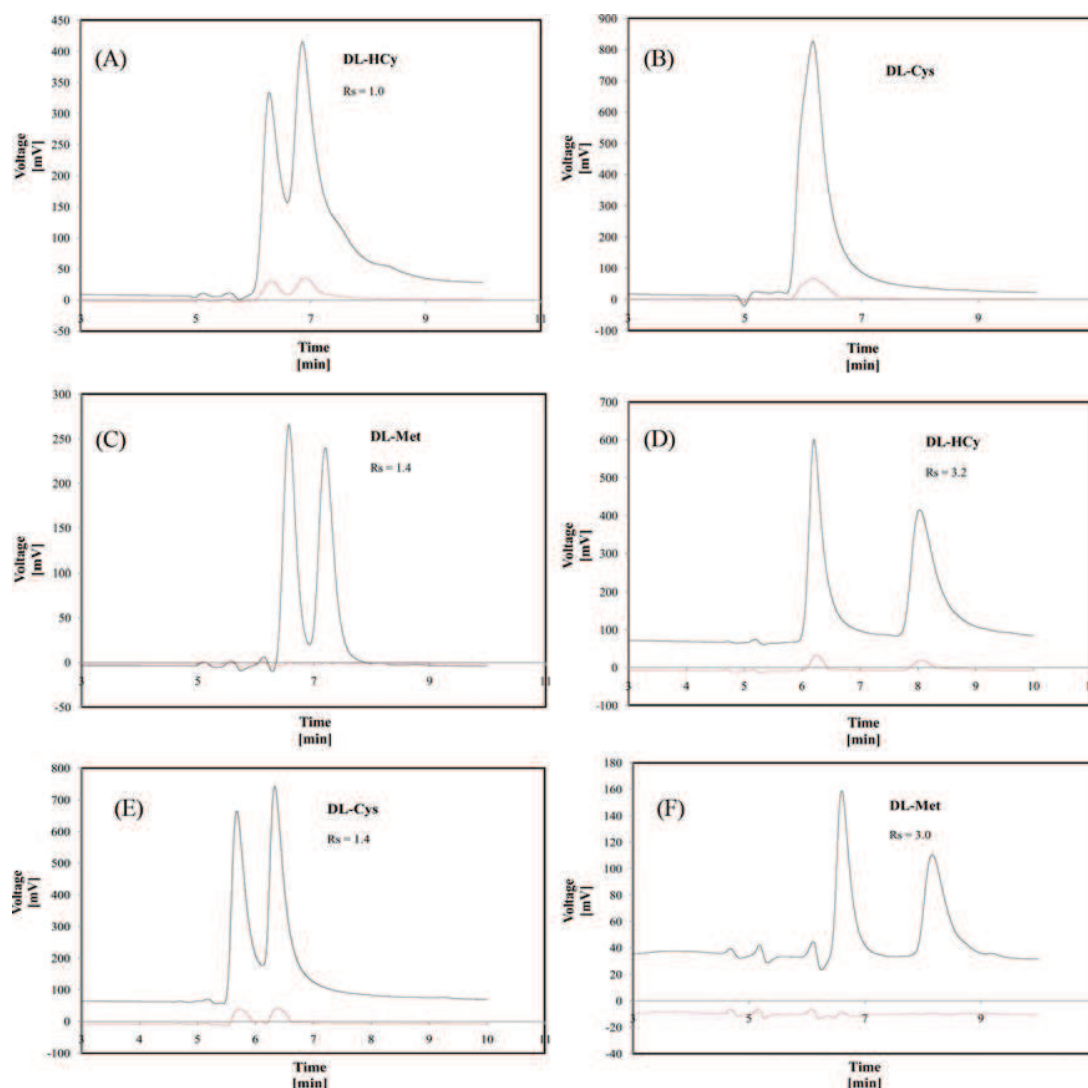 (A)
DL-HCy
Rs = 1.0
Voltage
[mV]
450
400
350
300
250
200
150
100
50
0
-50
3
5
7
9
11
Time
[min]
(B)
DL-Cys
Voltage
[mV]
900
800
700
600
500
400
300
200
100
0
-100
3
5
7
9
Time
[min]
(C)
DL-Met
Rs = 1.4
Voltage
[mV]
300
250
200
150
100
50
0
-50
3
5
7
9
11
Time
[min]
(D)
DL-HCy
Rs = 3.2
Voltage
[mV]
700
600
500
400
300
200
100
0
-100
3
4
5
6
7
8
9
10
Time
[min]
(E)
DL-Cys
Rs = 1.4
Voltage
[mV]
800
700
600
500
400
300
200
100
0
-100
3
4
5
6
7
8
9
10
11
Time
[min]
(F)
DL-Met
Rs = 3.0
Voltage
[mV]
180
160
140
120
100
80
60
40
20
0
-20
-40
3
5
7
9
Time
[min]